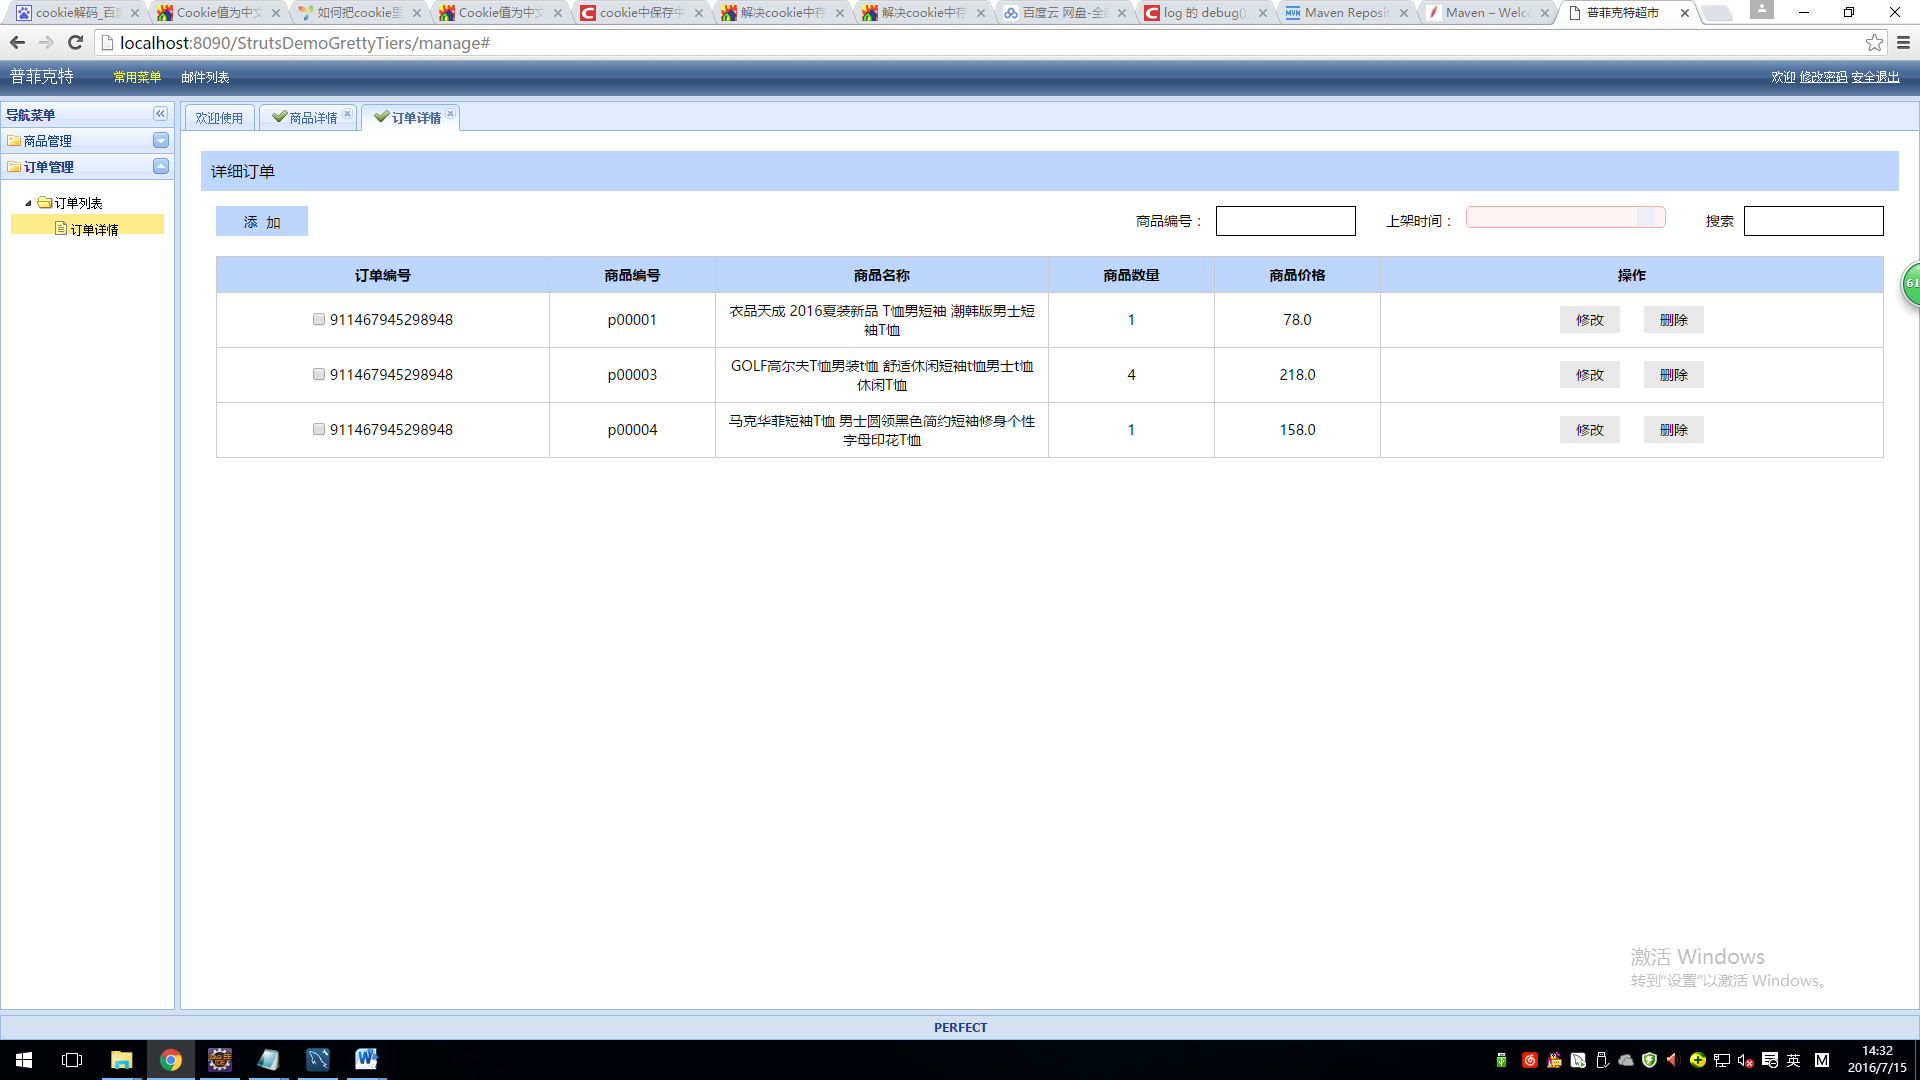 cookie解码_百度
Cookie值为中文
如何把cookie里
Cookie值为中文
cookie中保存中
解决cookie中存
解决cookie中存
百度云 网盘-全部
log 的 debug()
Maven Reposit
Maven – Welco
普菲克特超市
localhost:8090/StrutsDemoGrettyTiers/manage#
普菲克特 常用菜单 邮件列表
欢迎 修改密码 安全退出
导航菜单
商品管理
订单管理
订单列表
订单详情
欢迎使用 商品详情 订单详情
详细订单
添 加
商品编号：
上架时间：
搜索
订单编号 商品编号 商品名称 商品数量 商品价格 操作
911467945298948 p00001 衣品天成 2016夏装新品 T恤男短袖 潮韩版男士短袖T恤 1 78.0 修改 删除
911467945298948 p00003 GOLF高尔夫T恤男装t恤 舒适休闲短袖t恤男士t恤休闲T恤 4 218.0 修改 删除
911467945298948 p00004 马克华菲短袖T恤 男士圆领黑色简约短袖修身个性字母印花T恤 1 158.0 修改 删除
61
激活 Windows
转到“设置”以激活 Windows。
PERFECT
英
M
14:32
2016/7/15